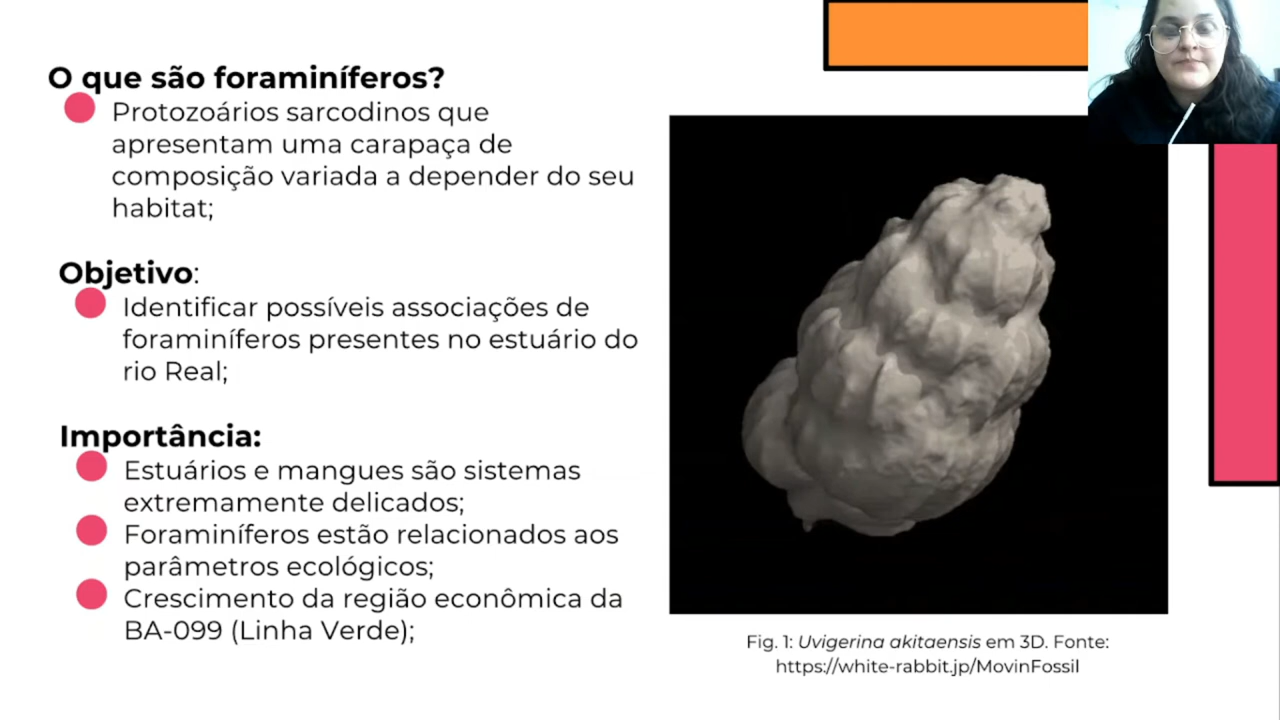 O que são foraminíferos?
Protozoários sarcodinos que
apresentam uma carapaça de
composição variada a depender do seu
habitat;
Objetivo:
Identificar possíveis associações de
foraminíferos presentes no estuário do
rio Real;
Importância:
Estuários e mangues são sistemas
extremamente delicados;
Foraminíferos estão relacionados aos
parâmetros ecológicos;
Crescimento da região econômica da
BA-099 (Linha Verde);
Fig. 1: Uvigerina akitaensis em 3D. Fonte:
https://white-rabbit.jp/MovinFossil